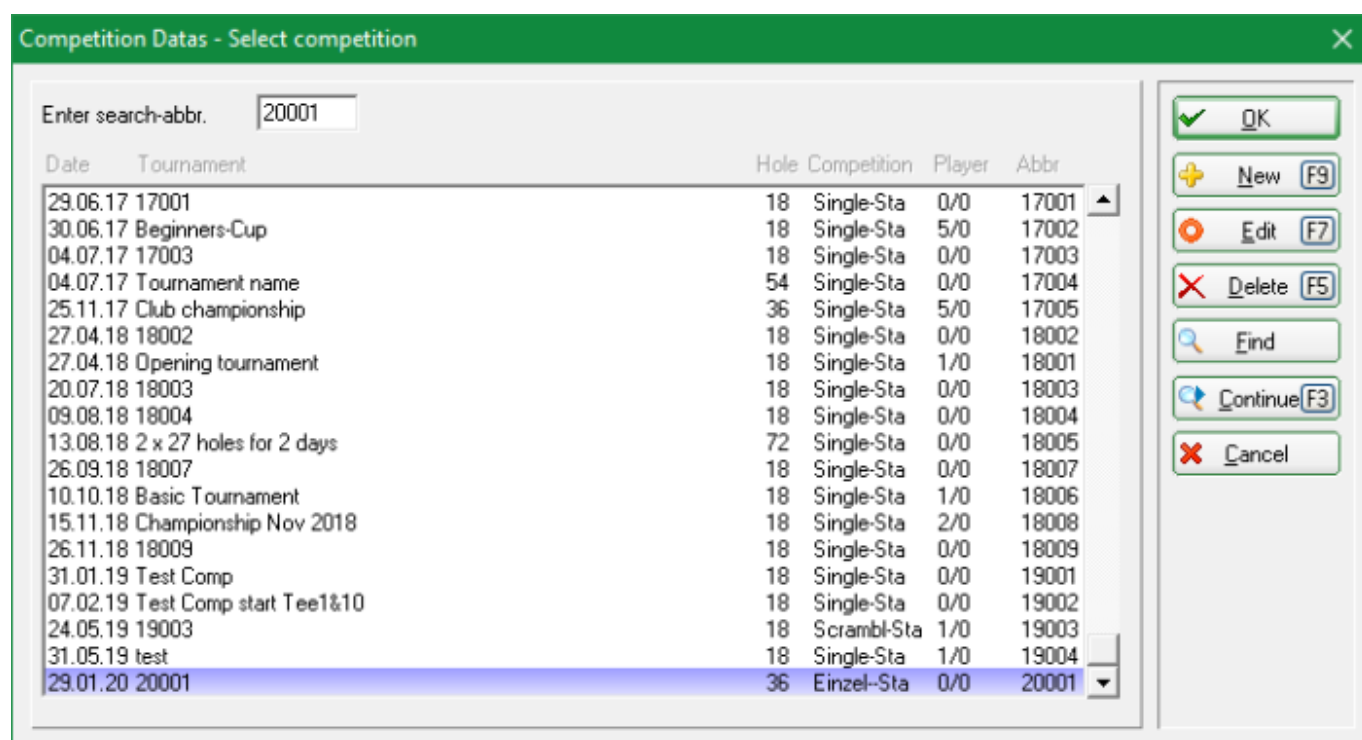 Competition Datas - Select competition
Enter search-abbr. 20001
Date Tournament Hole Competition Player Abbr
29.06.17 17001 18 Single-Sta 0/0 17001
30.06.17 Beginners-Cup 18 Single-Sta 5/0 17002
04.07.17 17003 18 Single-Sta 0/0 17003
04.07.17 Tournament name 54 Single-Sta 0/0 17004
25.11.17 Club championship 36 Single-Sta 5/0 17005
27.04.18 18002 18 Single-Sta 0/0 18002
27.04.18 Opening tournament 18 Single-Sta 1/0 18001
20.07.18 18003 18 Single-Sta 0/0 18003
09.08.18 18004 18 Single-Sta 0/0 18004
13.08.18 2 x 27 holes for 2 days 72 Single-Sta 0/0 18005
26.09.18 18007 18 Single-Sta 0/0 18007
10.10.18 Basic Tournament 18 Single-Sta 1/0 18006
15.11.18 Championship Nov 2018 18 Single-Sta 2/0 18008
26.11.18 18009 18 Single-Sta 0/0 18009
31.01.19 Test Comp 18 Single-Sta 0/0 19001
07.02.19 Test Comp start Tee1&10 18 Single-Sta 0/0 19002
24.05.19 19003 18 Scrambl-Sta 1/0 19003
31.05.19 test 18 Single-Sta 1/0 19004
29.01.20 20001 36 Einzel--Sta 0/0 20001
OK
New F9
Edit F7
Delete F5
Find
Continue F3
Cancel